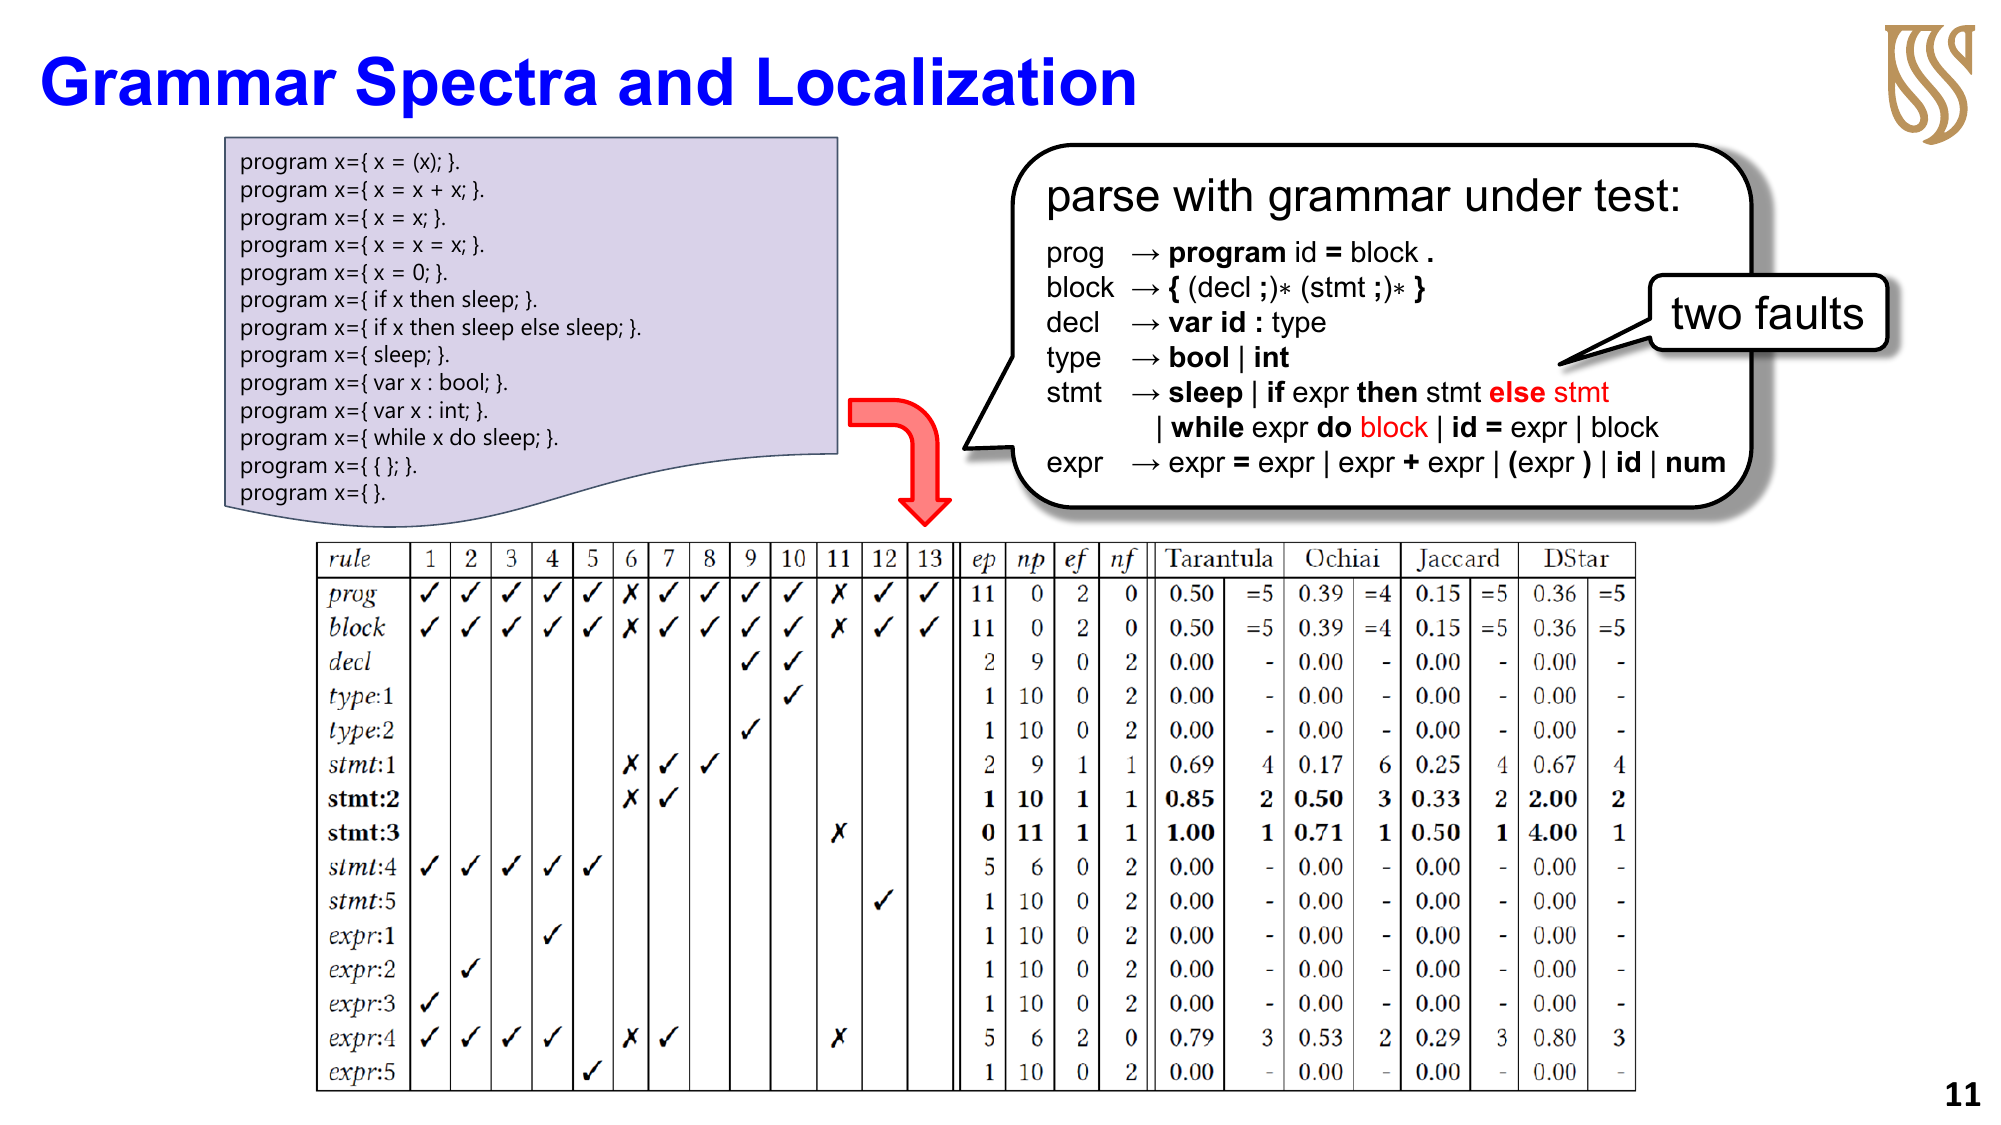 Grammar Spectra and Localization
program x={ x = (x); }.
program x={ x = x + x; }.
program x={ x = x; }.
program x={ x = x = x; }.
program x={ x = 0; }.
program x={ if x then sleep; }.
program x={ if x then sleep else sleep; }.
program x={ sleep; }.
program x={ var x : bool; }.
program x={ var x : int; }.
program x={ while x do sleep; }.
program x={ { }; }.
program x={ }.
parse with grammar under test:
prog → program id = block .
block → { (decl ;)∗ (stmt ;)∗ }
decl → var id : type
type → bool | int
stmt → sleep | if expr then stmt else stmt
| while expr do block | id = expr | block
expr → expr = expr | expr + expr | (expr ) | id | num
two faults
rule 1 2 3 4 5 6 7 8 9 10 11 12 13 ep np ef nf Tarantula Ochiai Jaccard DStar
prog ✓ ✓ ✓ ✓ ✓ ✗ ✓ ✓ ✓ ✓ ✗ ✓ ✓ 11 0 2 0 0.50 =5 0.39 =4 0.15 =5 0.36 =5
block ✓ ✓ ✓ ✓ ✓ ✗ ✓ ✓ ✓ ✓ ✗ ✓ ✓ 11 0 2 0 0.50 =5 0.39 =4 0.15 =5 0.36 =5
decl ✓ ✓ 2 9 0 2 0.00 - 0.00 - 0.00 - 0.00 -
type:1 ✓ 1 10 0 2 0.00 - 0.00 - 0.00 - 0.00 -
type:2 ✓ 1 10 0 2 0.00 - 0.00 - 0.00 - 0.00 -
stmt:1 ✗ ✓ ✓ 2 9 1 1 0.69 4 0.17 6 0.25 4 0.67 4
stmt:2 ✗ ✓ 1 10 1 1 0.85 2 0.50 3 0.33 2 2.00 2
stmt:3 ✗ 0 11 1 1 1.00 1 0.71 1 0.50 1 4.00 1
stmt:4 ✓ ✓ ✓ ✓ ✓ 5 6 0 2 0.00 - 0.00 - 0.00 - 0.00 -
stmt:5 ✓ 1 10 0 2 0.00 - 0.00 - 0.00 - 0.00 -
expr:1 ✓ 1 10 0 2 0.00 - 0.00 - 0.00 - 0.00 -
expr:2 ✓ 1 10 0 2 0.00 - 0.00 - 0.00 - 0.00 -
expr:3 ✓ 1 10 0 2 0.00 - 0.00 - 0.00 - 0.00 -
expr:4 ✓ ✓ ✓ ✓ ✗ ✓ ✗ 5 6 2 0 0.79 3 0.53 2 0.29 3 0.80 3
expr:5 ✓ 1 10 0 2 0.00 - 0.00 - 0.00 - 0.00 -
11